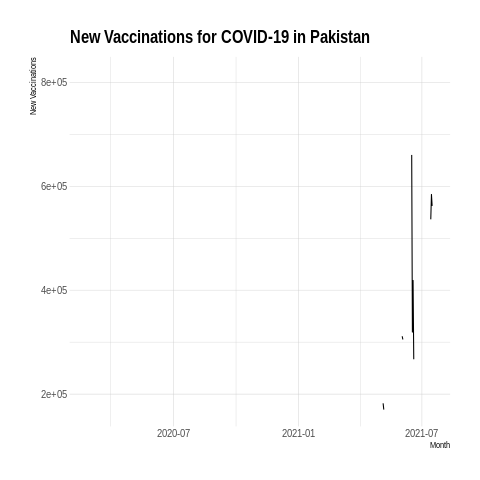 New Vaccinations for COVID-19 in Pakistan
New Vaccinations
8e+05
6e+05
4e+05
2e+05
2020-07
2021-01
2021-07
Month